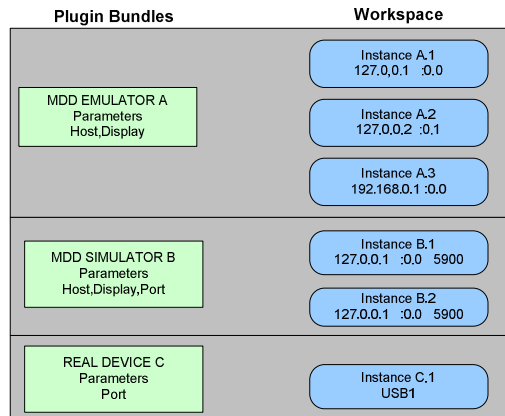 Plugin Bundles
Workspace
MDD EMULATOR A
Parameters
Host,Display
Instance A.1
127.0,0.1 :0.0
Instance A.2
127.0,0.2 :0.1
Instance A.3
192.168.0.1 :0.0
MDD SIMULATOR B
Parameters
Host,Display,Port
Instance B.1
127.0.0.1 :0.0 5900
Instance B.2
127.0.0.1 :0.0 5900
REAL DEVICE C
Parameters
Port
Instance C.1
USB1